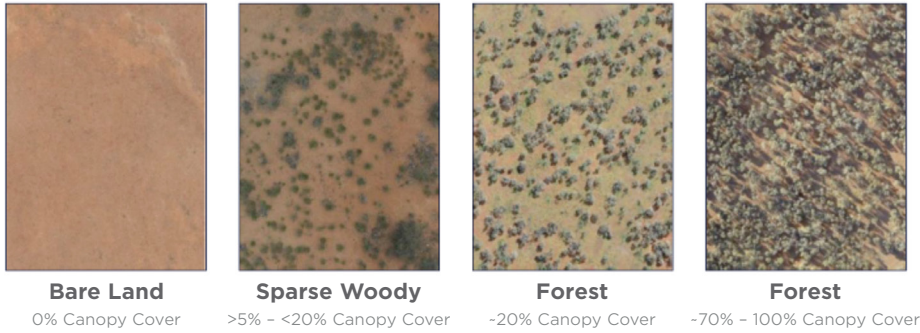 Bare Land
0% Canopy Cover
Sparse Woody
>5% – <20% Canopy Cover
Forest
~20% Canopy Cover
Forest
~70% – 100% Canopy Cover